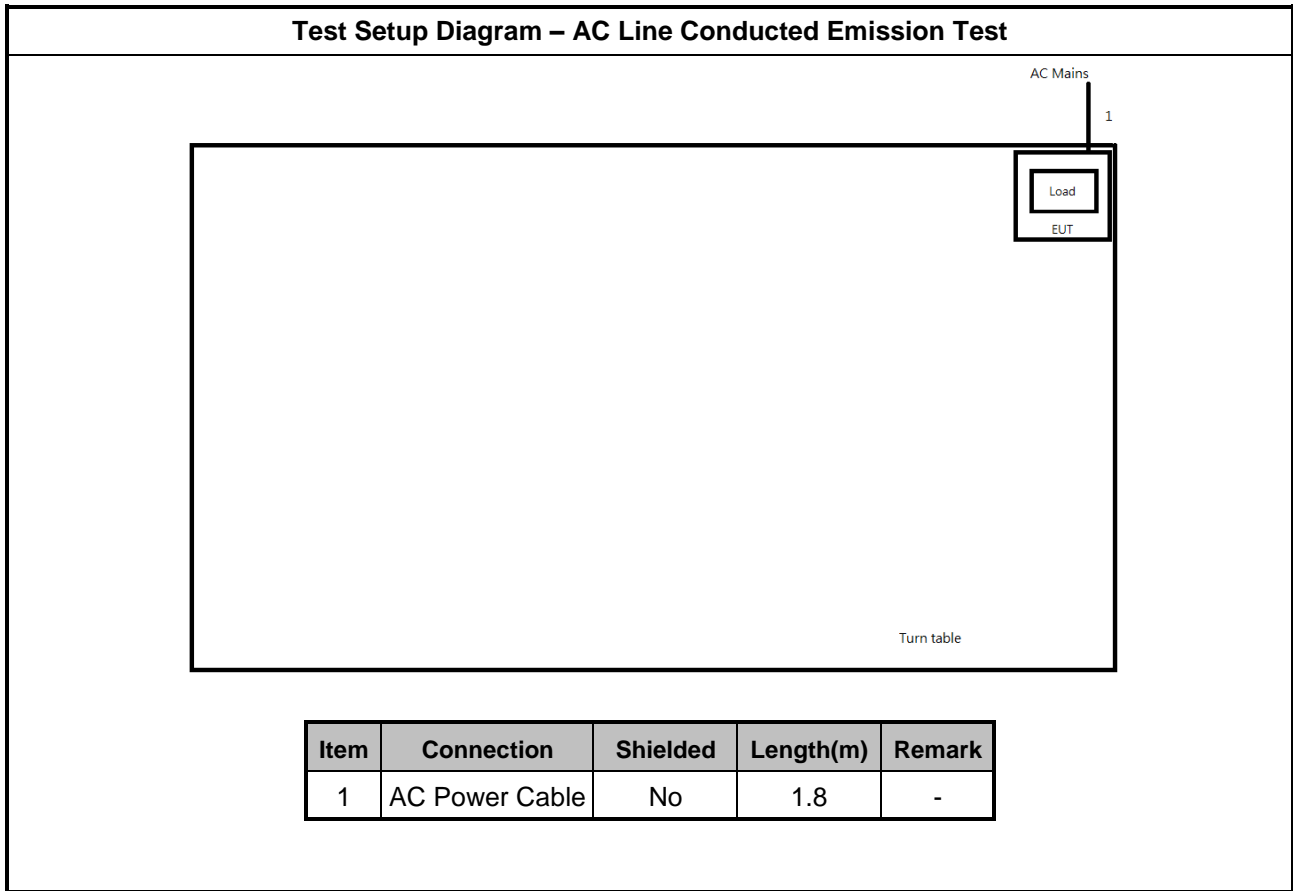 Test Setup Diagram – AC Line Conducted Emission Test
AC Mains
1
Load
EUT
Turn table
Item Connection Shielded Length(m) Remark
1 AC Power Cable No 1.8 -